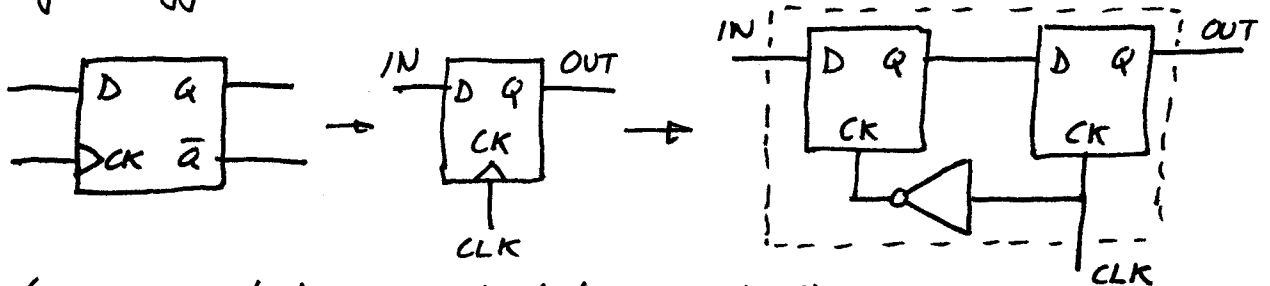 D Q
CK Q̅
IN OUT
D Q
CK
CLK
IN OUT
D Q D Q
CK CK
CLK